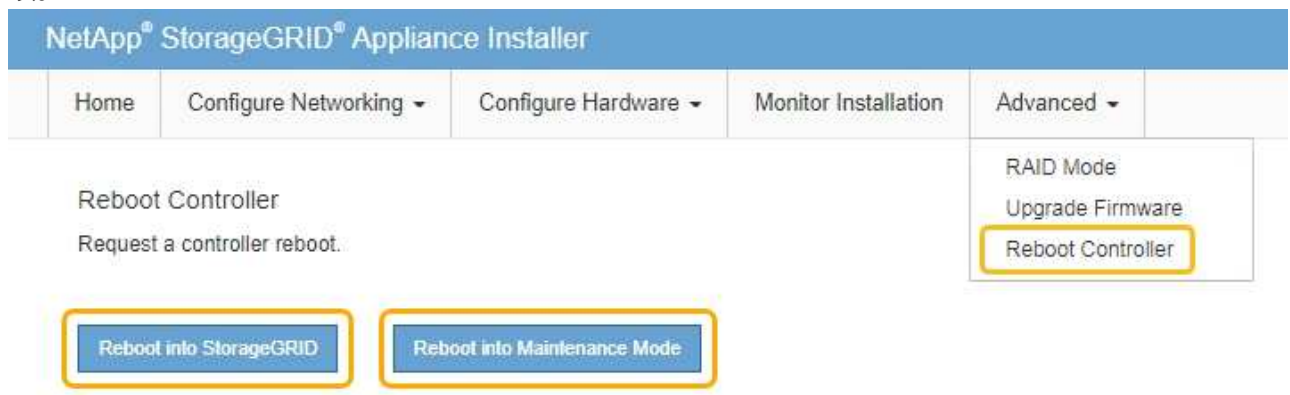 NetApp® StorageGRID® Appliance Installer
Home Configure Networking Configure Hardware Monitor Installation Advanced
RAID Mode
Upgrade Firmware
Reboot Controller
Reboot Controller
Request a controller reboot.
Reboot into StorageGRID Reboot into Maintenance Mode